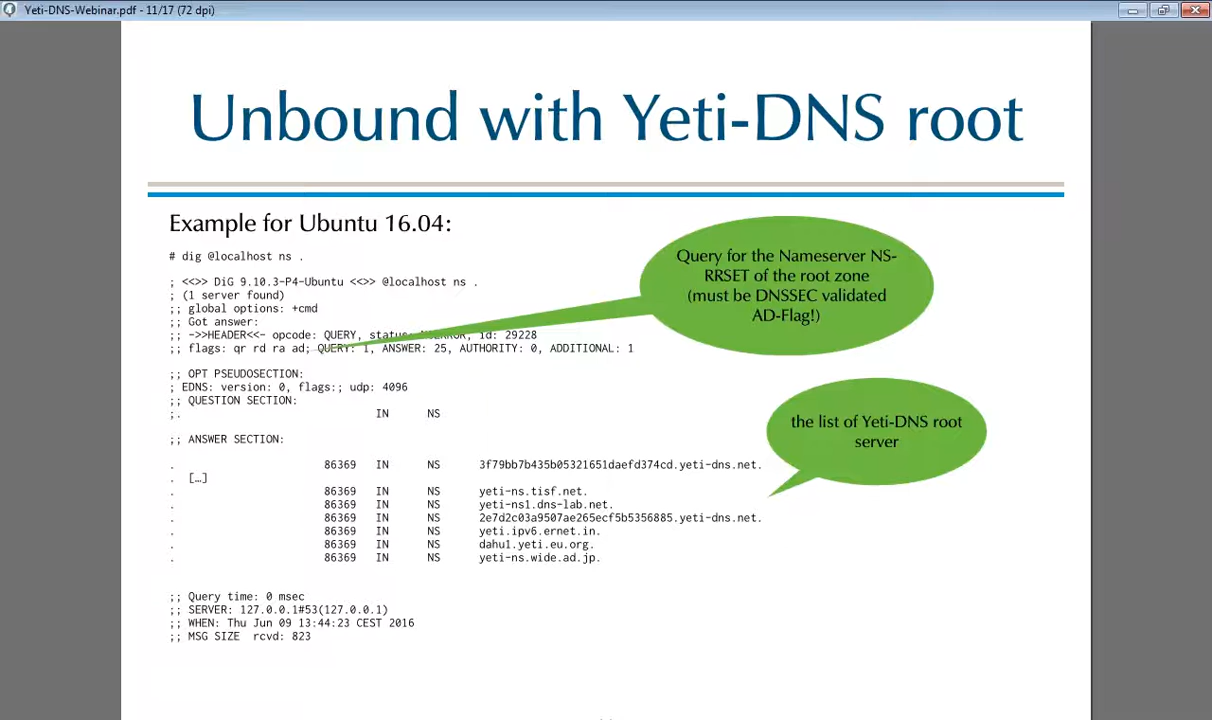 Yeti-DNS-Webinar.pdf - 11/17 (72 dpi)
Unbound with Yeti-DNS root
Example for Ubuntu 16.04:
# dig @localhost ns .
; <<>> DiG 9.10.3-P4-Ubuntu <<>> @localhost ns .
; (1 server found)
;; global options: +cmd
;; Got answer:
;; ->>HEADER<<- opcode: QUERY, status: id: 29228
;; flags: qr rd ra ad; QUERY: 1, ANSWER: 25, AUTHORITY: 0, ADDITIONAL: 1
;; OPT PSEUDOSECTION:
; EDNS: version: 0, flags:; udp: 4096
;; QUESTION SECTION:
;. IN NS
;; ANSWER SECTION:
. 86369 IN NS 3f79bb7b435b05321651daefd374cd.yeti-dns.net.
. […]
. 86369 IN NS yeti-ns.tisf.net.
. 86369 IN NS yeti-ns1.dns-lab.net.
. 86369 IN NS 2e7d2c03a9507ae265ecf5b5356885.yeti-dns.net.
. 86369 IN NS yeti.ipv6.ernet.in.
. 86369 IN NS dahu1.yeti.eu.org.
. 86369 IN NS yeti-ns.wide.ad.jp.
;; Query time: 0 msec
;; SERVER: 127.0.0.1#53(127.0.0.1)
;; WHEN: Thu Jun 09 13:44:23 CEST 2016
;; MSG SIZE rcvd: 823
Query for the Nameserver NS-
RRSET of the root zone
(must be DNSSEC validated
AD-Flag!)
the list of Yeti-DNS root
server